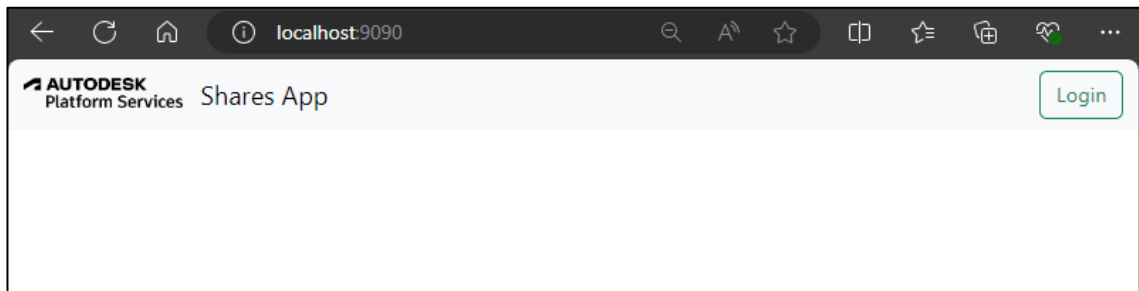 localhost:9090
AUTODESK
Platform Services
Shares App
Login